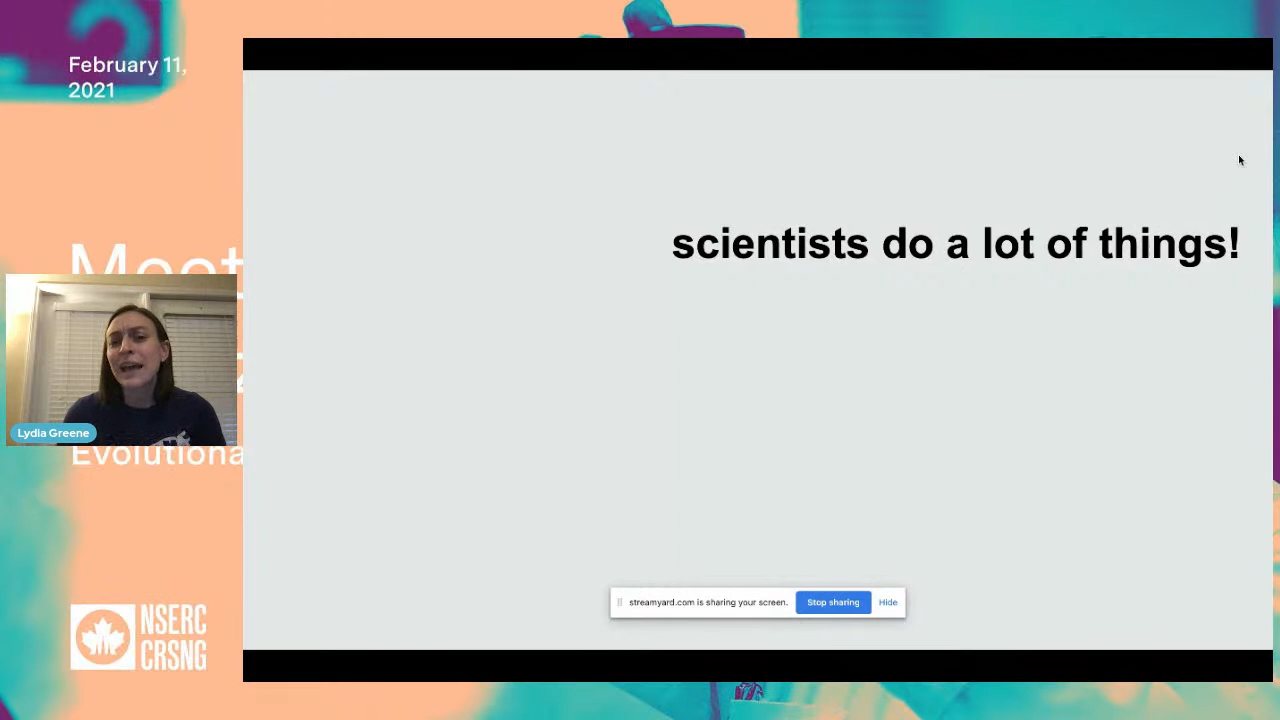 February 11,
2021
scientists do a lot of things!
Lydia Greene
Evolutiona
streamyard.com is sharing your screen.
Stop sharing
Hide
NSERC
CRSNG